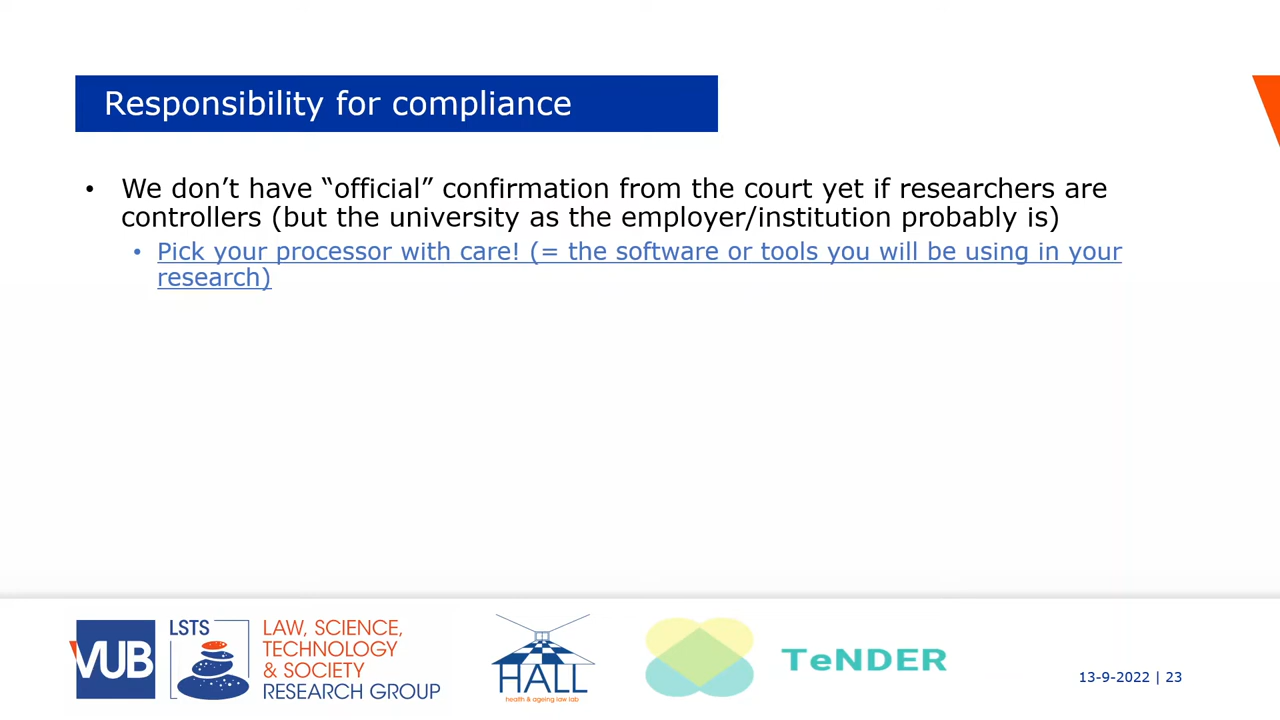 Responsibility for compliance
• We don’t have “official” confirmation from the court yet if researchers are
controllers (but the university as the employer/institution probably is)
• Pick your processor with care! (= the software or tools you will be using in your
research)
VUB
LSTS
LAW, SCIENCE,
TECHNOLOGY
& SOCIETY
RESEARCH GROUP
HALL
health & ageing law lab
TeNDER
13-9-2022 | 23